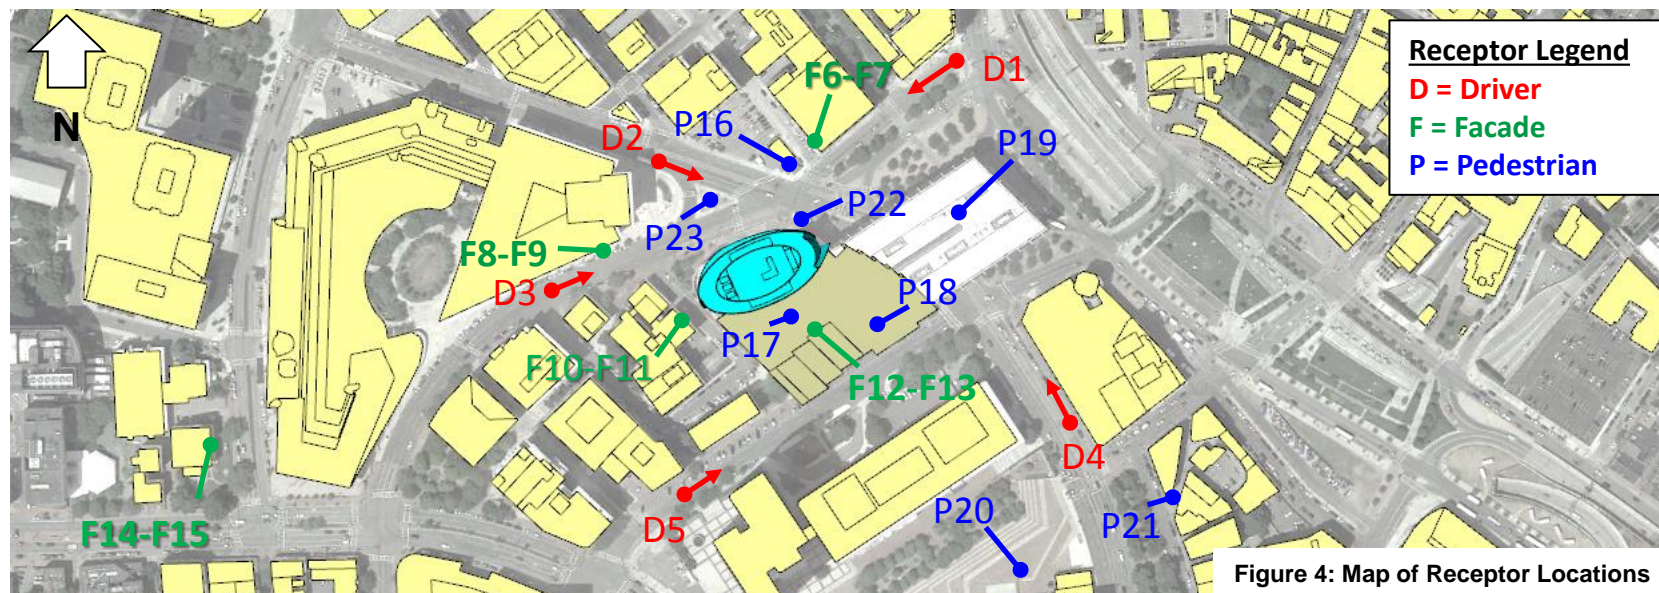 Receptor Legend
D = Driver
F = Facade
P = Pedestrian
N
F6-F7
D1
D2
P16
P19
P23
P22
F8-F9
D3
P18
P17
F10-F11
F12-F13
D4
F14-F15
D5
P20
P21
Figure 4: Map of Receptor Locations